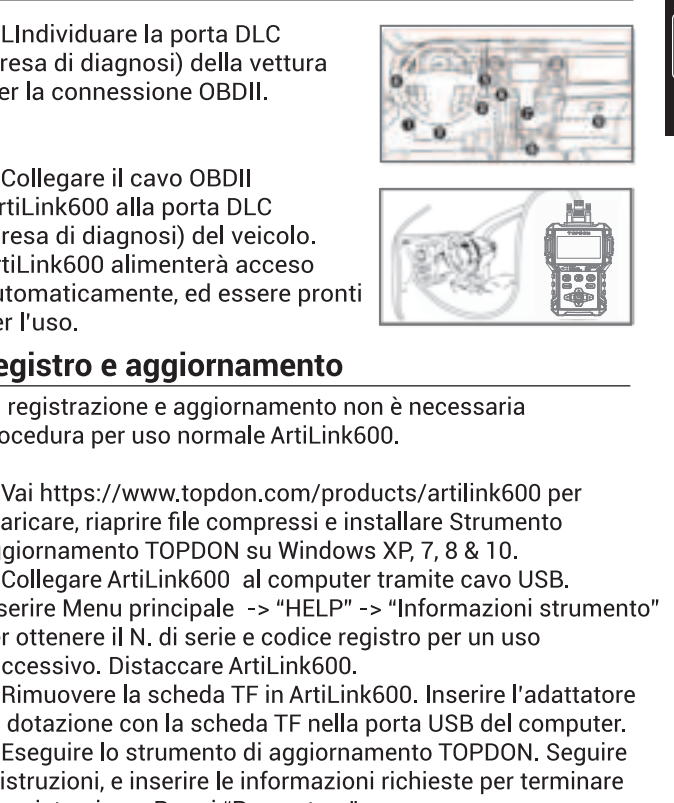 LIndividuare la porta DLC
resa di diagnosi) della vettura
er la connessione OBDII.
Collegare il cavo OBDII
rtiLink600 alla porta DLC
resa di diagnosi) del veicolo.
rtiLink600 alimenterà acceso
utomaticamente, ed essere pronti
er l'uso.
TOPDON
egistro e aggiornamento
registrazione e aggiornamento non è necessaria
ocedura per uso normale ArtiLink600.
Vai https://www.topdon.com/products/artilink600 per
aricare, riaprire file compressi e installare Strumento
ggiornamento TOPDON su Windows XP, 7, 8 & 10.
Collegare ArtiLink600 al computer tramite cavo USB.
serire Menu principale -> “HELP” -> “Informazioni strumento”
er ottenere il N. di serie e codice registro per un uso
ccessivo. Distaccare ArtiLink600.
Rimuovere la scheda TF in ArtiLink600. Inserire l’adattatore
dotazione con la scheda TF nella porta USB del computer.
Eseguire lo strumento di aggiornamento TOPDON. Seguire
istruzioni, e inserire le informazioni richieste per terminare